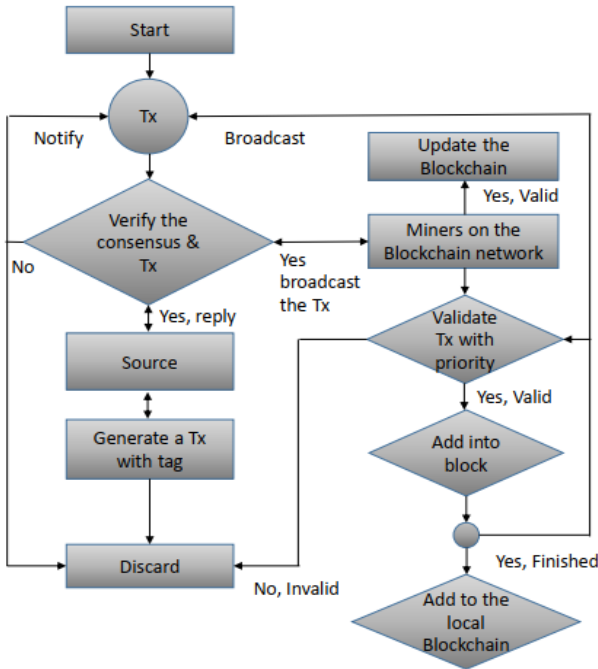 Start
Tx
Notify
Broadcast
Update the
Blockchain
Yes, Valid
Verify the
consensus &
Tx
Miners on the
Blockchain network
No
Yes
broadcast
the Tx
Yes, reply
Validate
Tx with
priority
Source
Yes, Valid
Generate a Tx
with tag
Add into
block
Discard
No, Invalid
Yes, Finished
Add to the
local
Blockchain